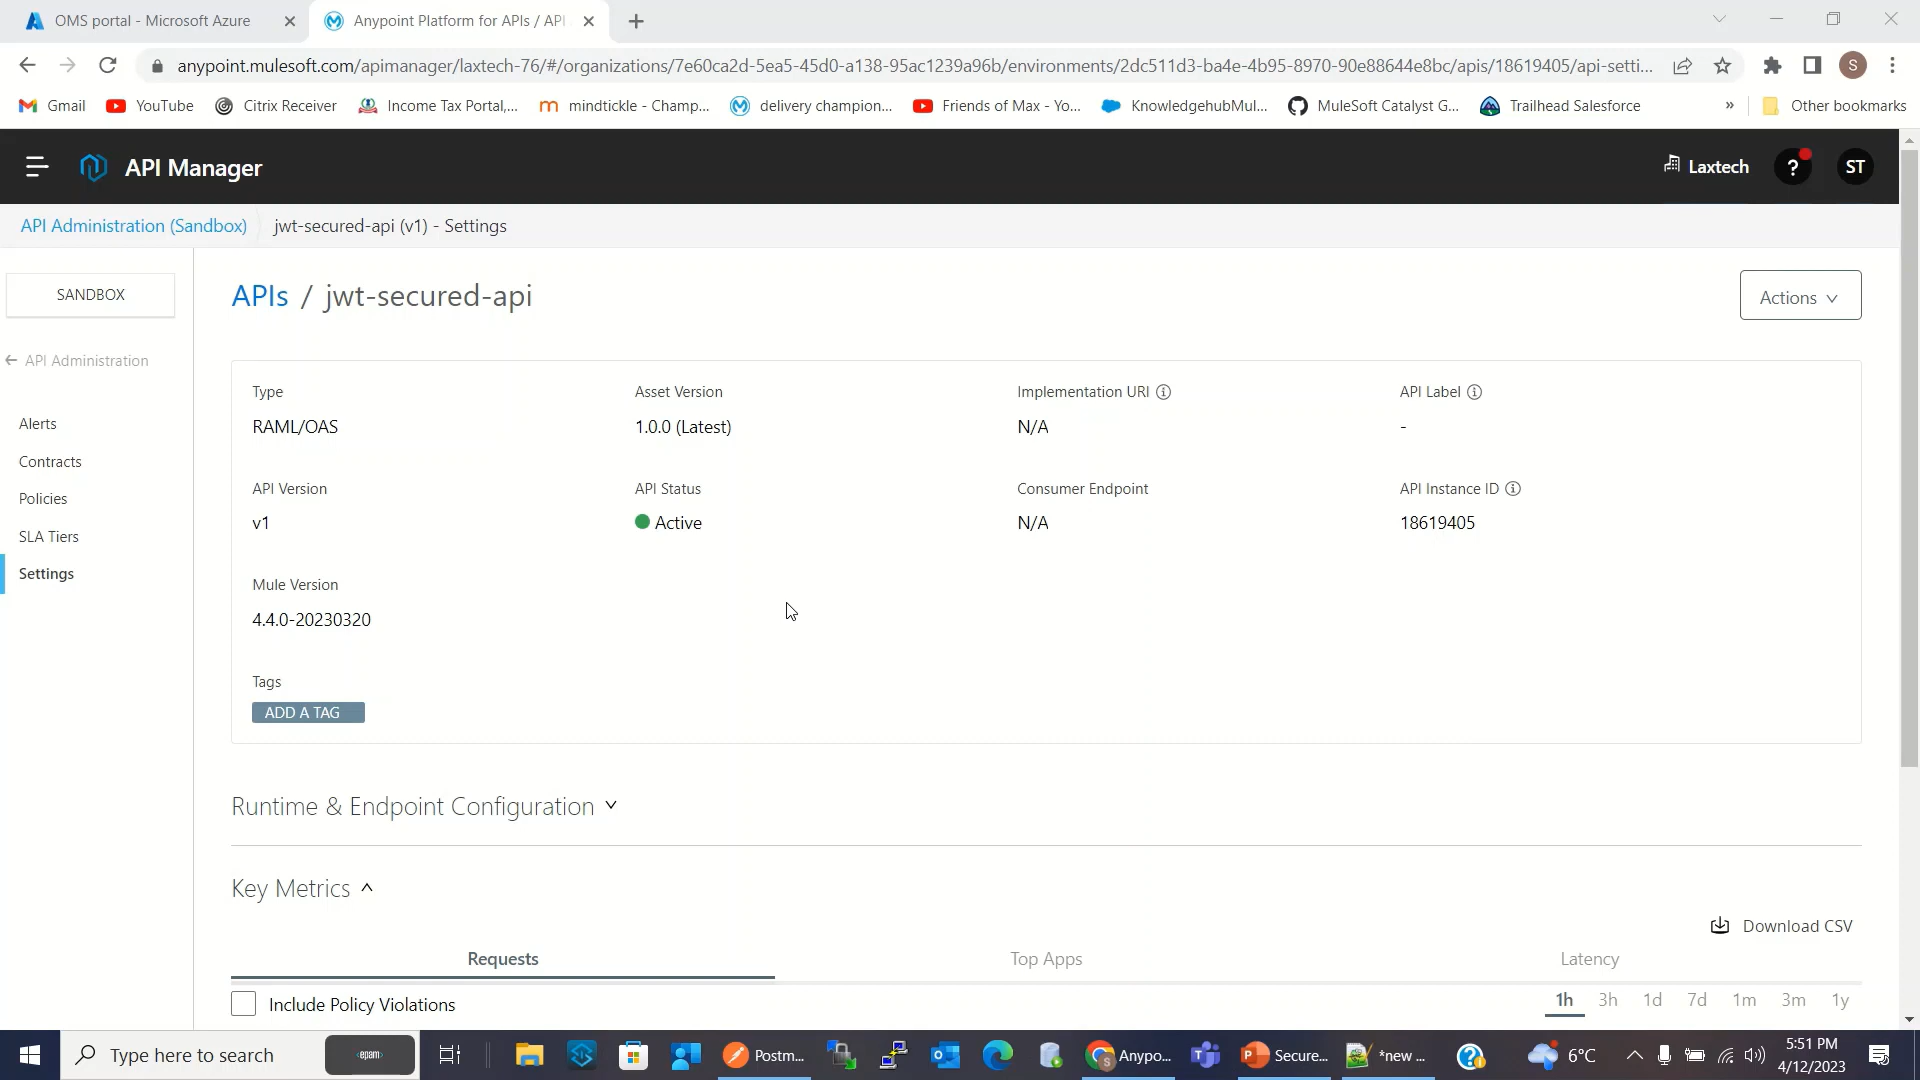 OMS portal - Microsoft Azure
Anypoint Platform for APIs / API
anypoint.mulesoft.com/apimanager/laxtech-76/#/organizations/7e60ca2d-5ea5-45d0-a138-95ac1239a96b/environments/2dc511d3-ba4e-4b95-8970-90e88644e8bc/apis/18619405/api-setti...
S
Gmail
YouTube
Citrix Receiver
Income Tax Portal,...
mindtickle - Champ...
delivery champion...
Friends of Max - Yo...
KnowledgehubMul...
MuleSoft Catalyst G...
Trailhead Salesforce
»
Other bookmarks
API Manager
Laxtech
?
ST
API Administration (Sandbox)
jwt-secured-api (v1) - Settings
SANDBOX
API Administration
Alerts
Contracts
Policies
SLA Tiers
Settings
APIs / jwt-secured-api
Actions
Type
RAML/OAS
Asset Version
1.0.0 (Latest)
Implementation URI
N/A
API Label
-
API Version
v1
API Status
Active
Consumer Endpoint
N/A
API Instance ID
18619405
Mule Version
4.4.0-20230320
Tags
ADD A TAG
Runtime & Endpoint Configuration
Key Metrics
Download CSV
Requests
Top Apps
Latency
Include Policy Violations
1h 3h 1d 7d 1m 3m 1y
Type here to search
<epam>
Postm...
Anypo...
Secure...
*new ...
6°C
5:51 PM
4/12/2023